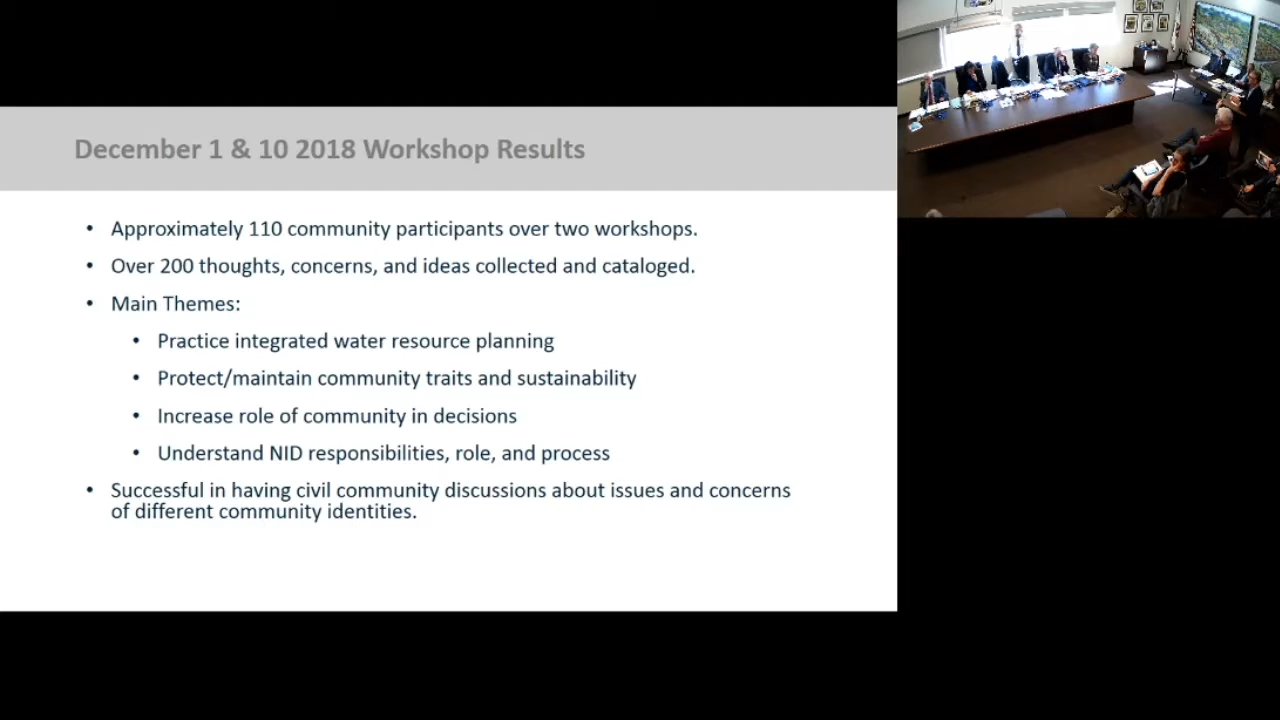 December 1 & 10 2018 Workshop Results
• Approximately 110 community participants over two workshops.
• Over 200 thoughts, concerns, and ideas collected and cataloged.
• Main Themes:
• Practice integrated water resource planning
• Protect/maintain community traits and sustainability
• Increase role of community in decisions
• Understand NID responsibilities, role, and process
• Successful in having civil community discussions about issues and concerns
of different community identities.